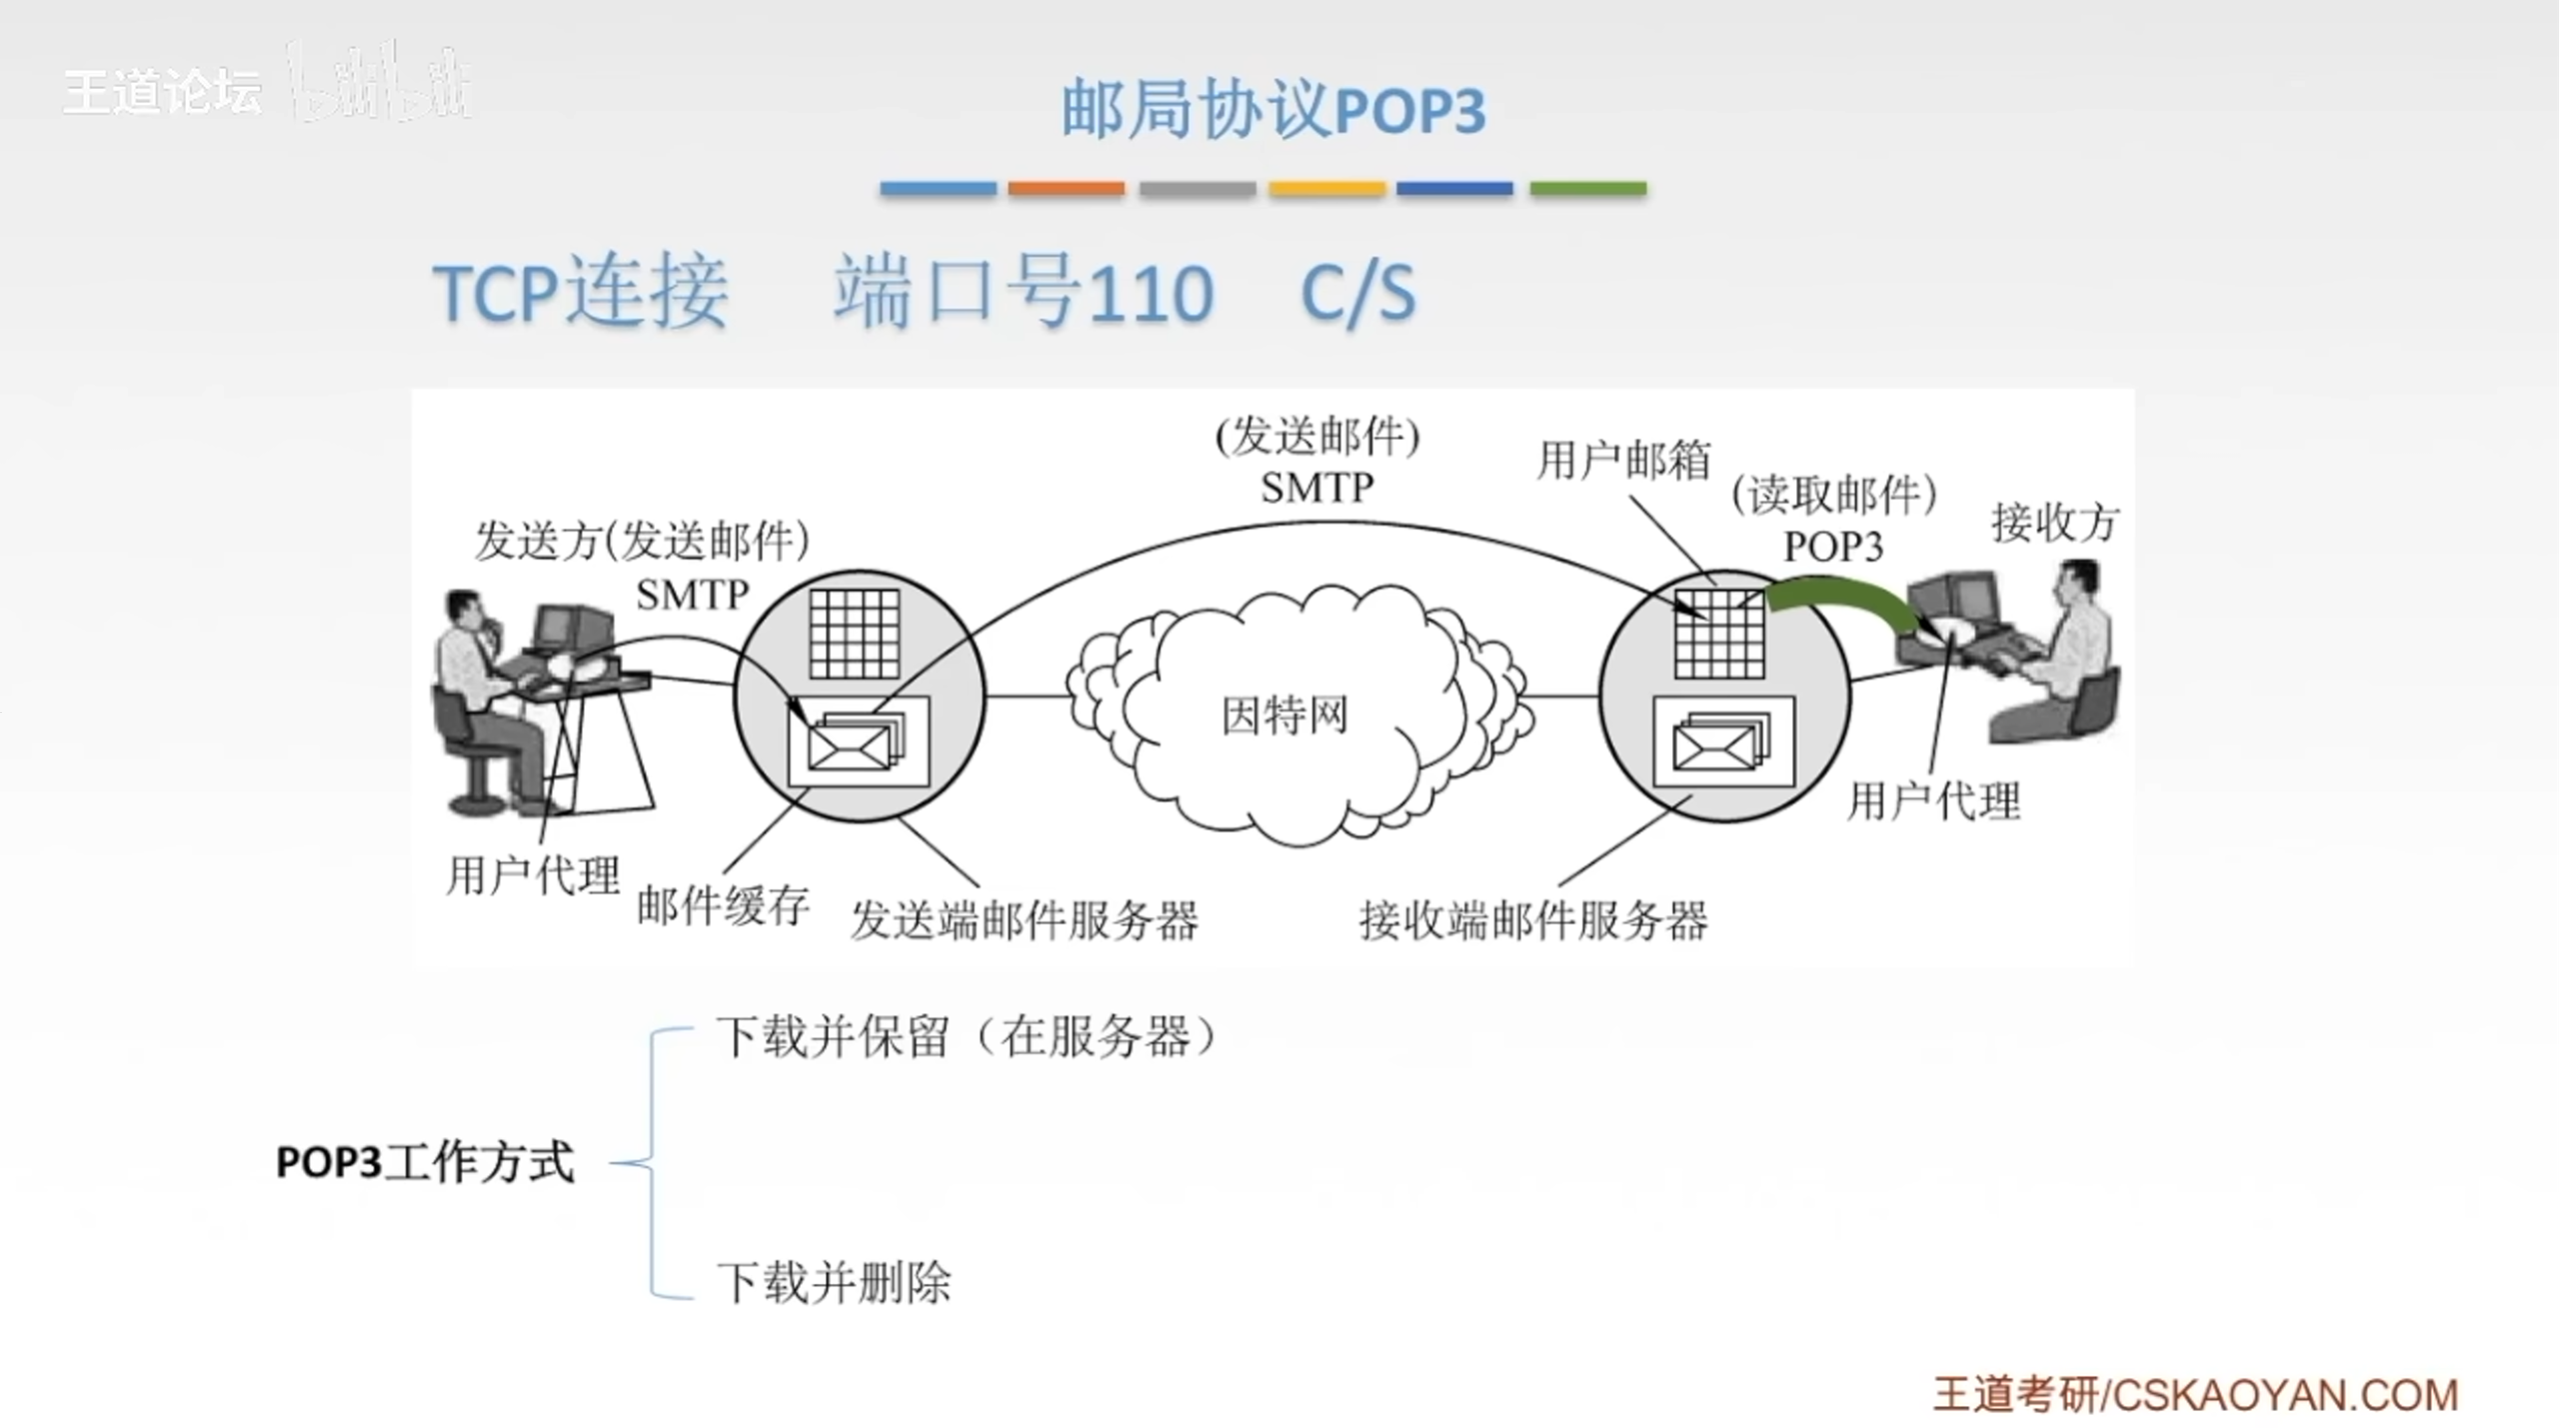 王道论坛 bilibili
邮局协议POP3
TCP连接 端口号110 C/S
(发送邮件)
SMTP
用户邮箱
(读取邮件)
POP3
接收方
发送方(发送邮件)
SMTP
因特网
用户代理
用户代理
邮件缓存
发送端邮件服务器
接收端邮件服务器
下载并保留（在服务器）
POP3工作方式
下载并删除
王道考研/CSKAOYAN.COM